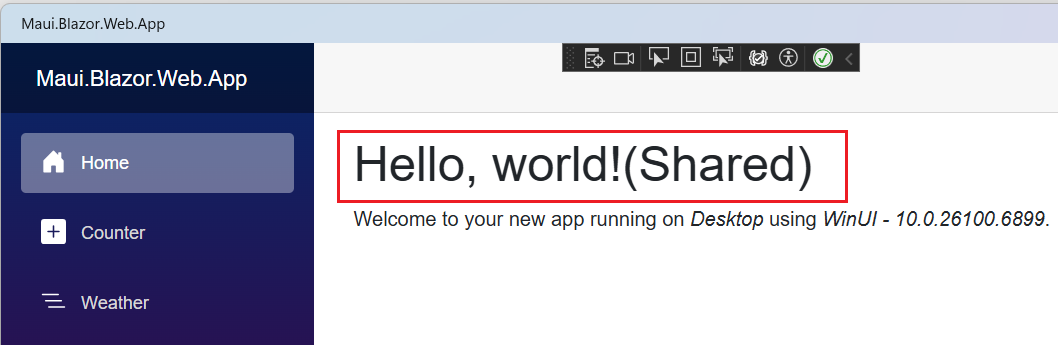 Maui.Blazor.Web.App
Maui.Blazor.Web.App
Home
Counter
Weather
Hello, world!(Shared)
Welcome to your new app running on Desktop using WinUI - 10.0.26100.6899.